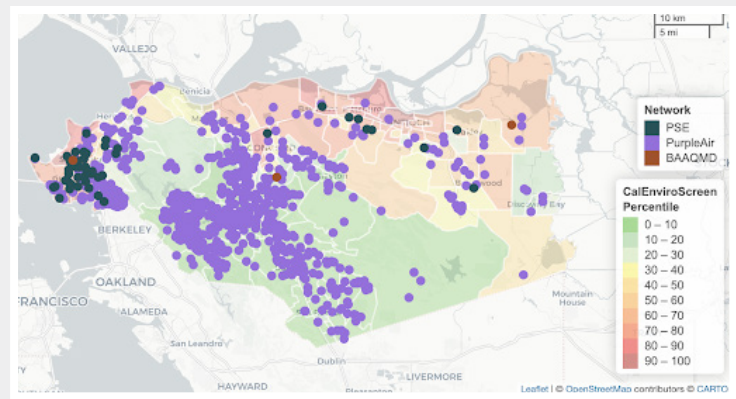 10 km
5 mi
VALLEJO
Benicia
Network
PSE
PurpleAir
BAAQMD
CalEnviroScreen
Percentile
0 – 10
10 – 20
20 – 30
30 – 40
40 – 50
50 – 60
60 – 70
70 – 80
80 – 90
90 – 100
BERKELEY
OAKLAND
FRANCISCO
ALAMEDA
San Leandro
Mountain
House
Dublin
LIVERMORE
HAYWARD
Leaflet | © OpenStreetMap contributors © CARTO